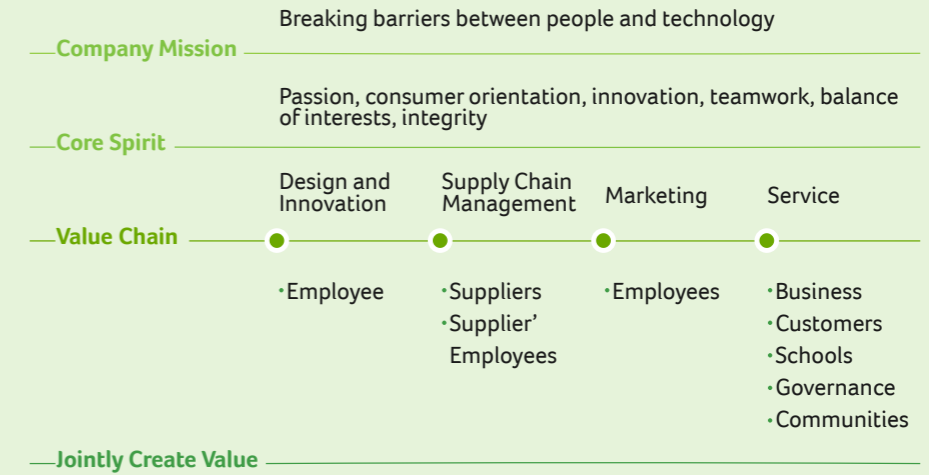 Breaking barriers between people and technology
Company Mission
Passion, consumer orientation, innovation, teamwork, balance
of interests, integrity
Core Spirit
Design and
Innovation
Supply Chain
Management
Marketing
Service
Value Chain
·Employee
·Suppliers
·Supplier’
Employees
·Employees
·Business
·Customers
·Schools
·Governance
·Communities
Jointly Create Value